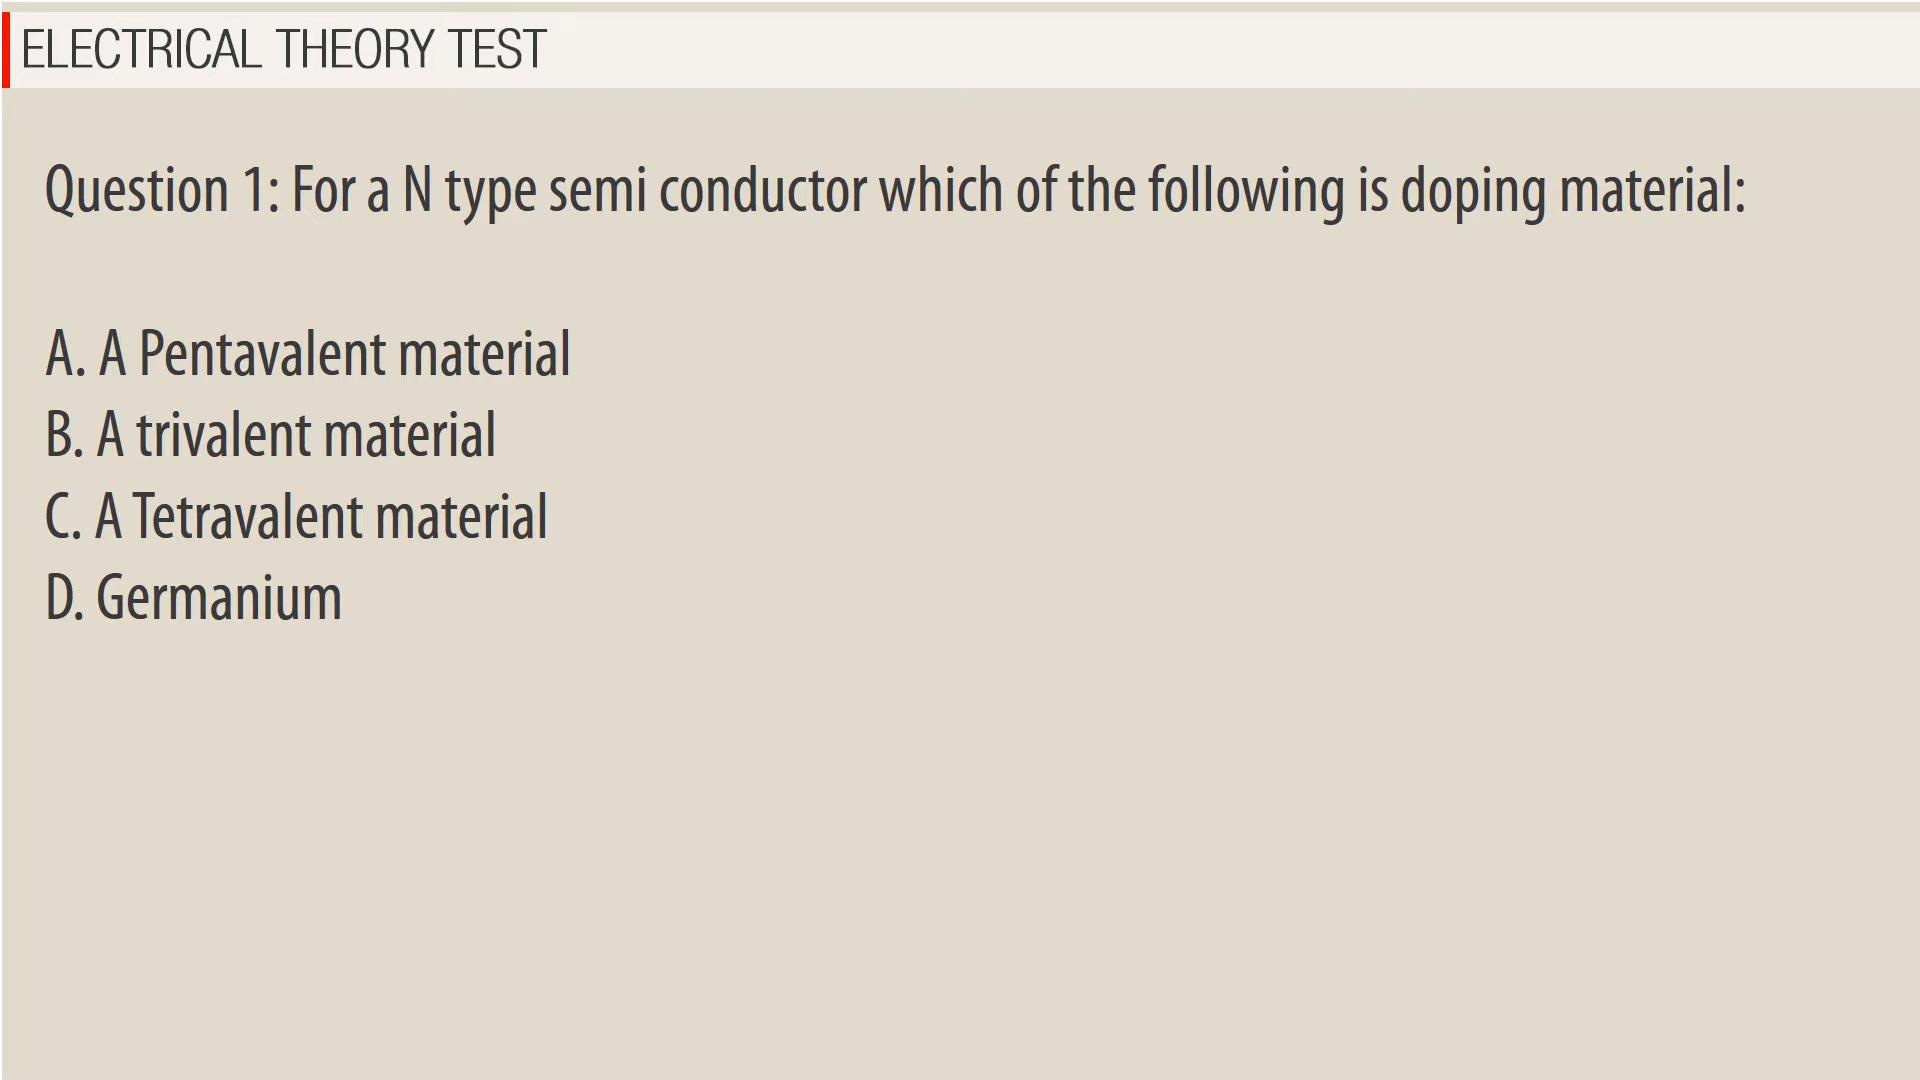 ELECTRICAL THEORY TEST
Question 1: For a N type semi conductor which of the following is doping material:
A. A Pentavalent material
B. A trivalent material
C. A Tetravalent material
D. Germanium